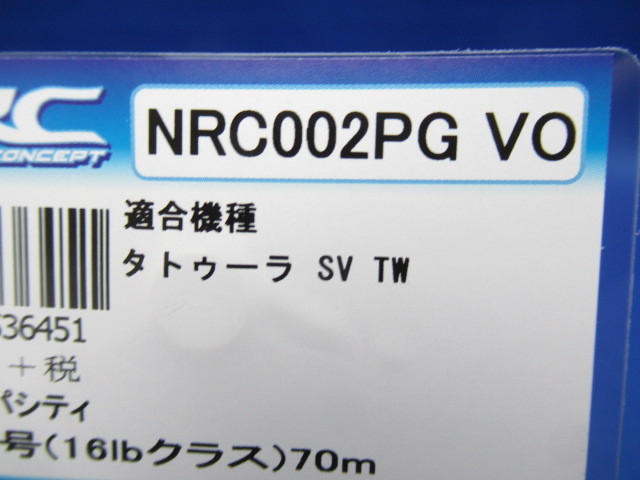 RC
CONCEPT
NRC002PG VO
適合機種
タトゥーラ SV TW
536451
+税
パシティ
号(16lbクラス)70m